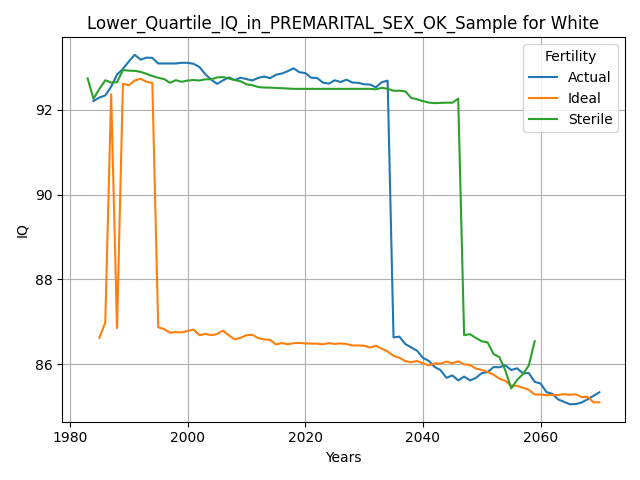 Lower_Quartile_IQ_in_PREMARITAL_SEX_OK_Sample for White
Fertility
Actual
Ideal
Sterile
IQ
92
90
88
86
1980
2000
2020
2040
2060
Years